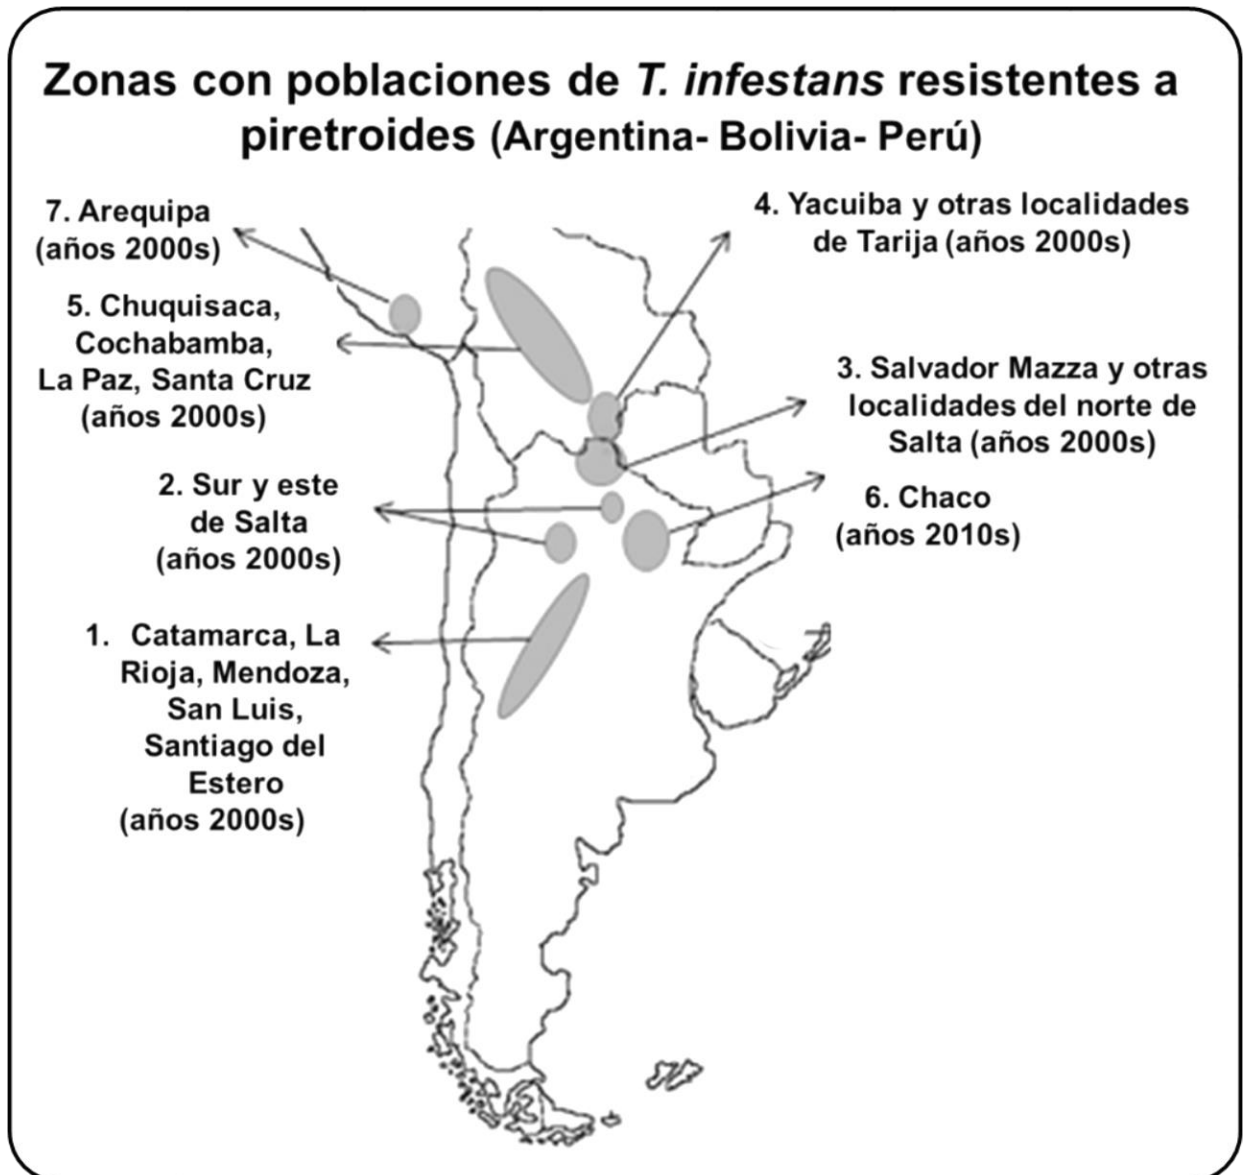 Zonas con poblaciones de T. infestans resistentes a
piretroides (Argentina- Bolivia- Perú)
7. Arequipa
(años 2000s)
5. Chuquisaca,
Cochabamba,
La Paz, Santa Cruz
(años 2000s)
2. Sur y este
de Salta
(años 2000s)
1. Catamarca, La
Rioja, Mendoza,
San Luis,
Santiago del
Estero
(años 2000s)
4. Yacuiba y otras localidades
de Tarija (años 2000s)
3. Salvador Mazza y otras
localidades del norte de
Salta (años 2000s)
6. Chaco
(años 2010s)